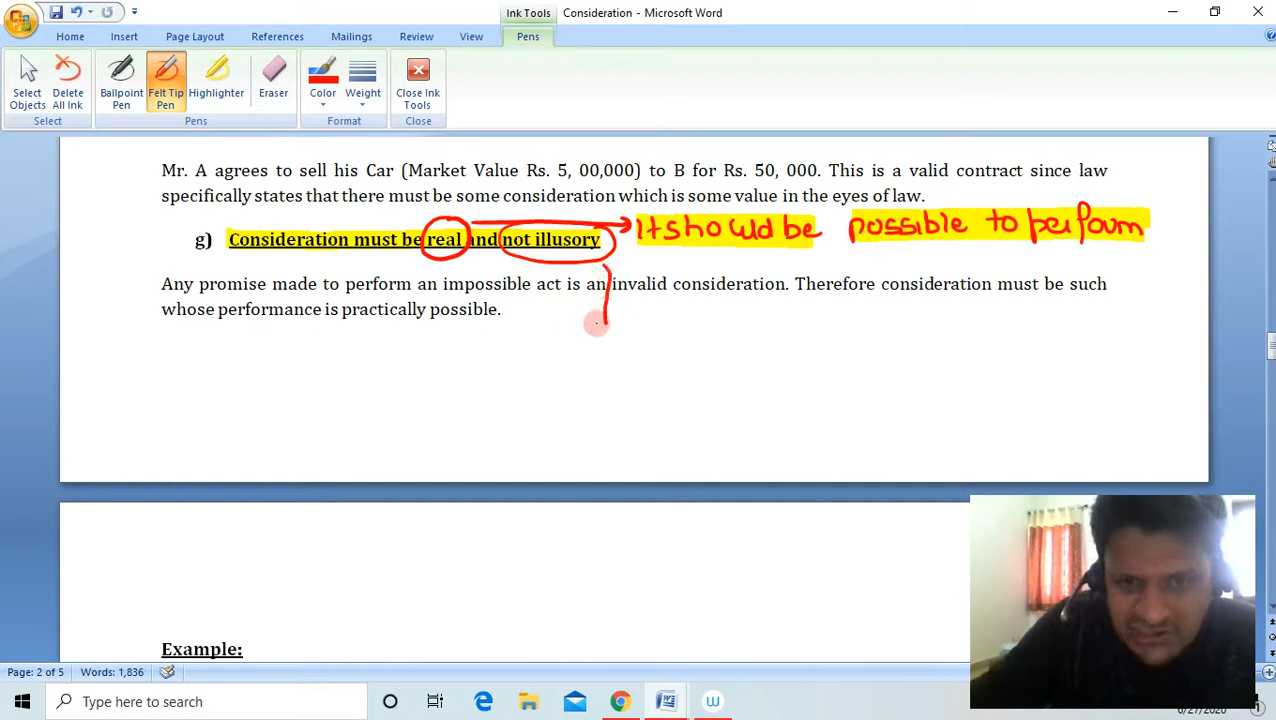 Ink Tools
Consideration - Microsoft Word
Home
Insert
Page Layout
References
Mailings
Review
View
Pens
Select Objects
Delete All Ink
Ballpoint Pen
Felt Tip Pen
Highlighter
Eraser
Color
Weight
Close Ink Tools
Select
Pens
Format
Close
Mr. A agrees to sell his Car (Market Value Rs. 5, 00,000) to B for Rs. 50, 000. This is a valid contract since law
specifically states that there must be some consideration which is some value in the eyes of law.
It should be possible to perform
g) Consideration must be real and not illusory
Any promise made to perform an impossible act is an invalid consideration. Therefore consideration must be such
whose performance is practically possible.
Example:
Page: 2 of 5
Words: 1,836
Type here to search
6/27/2020